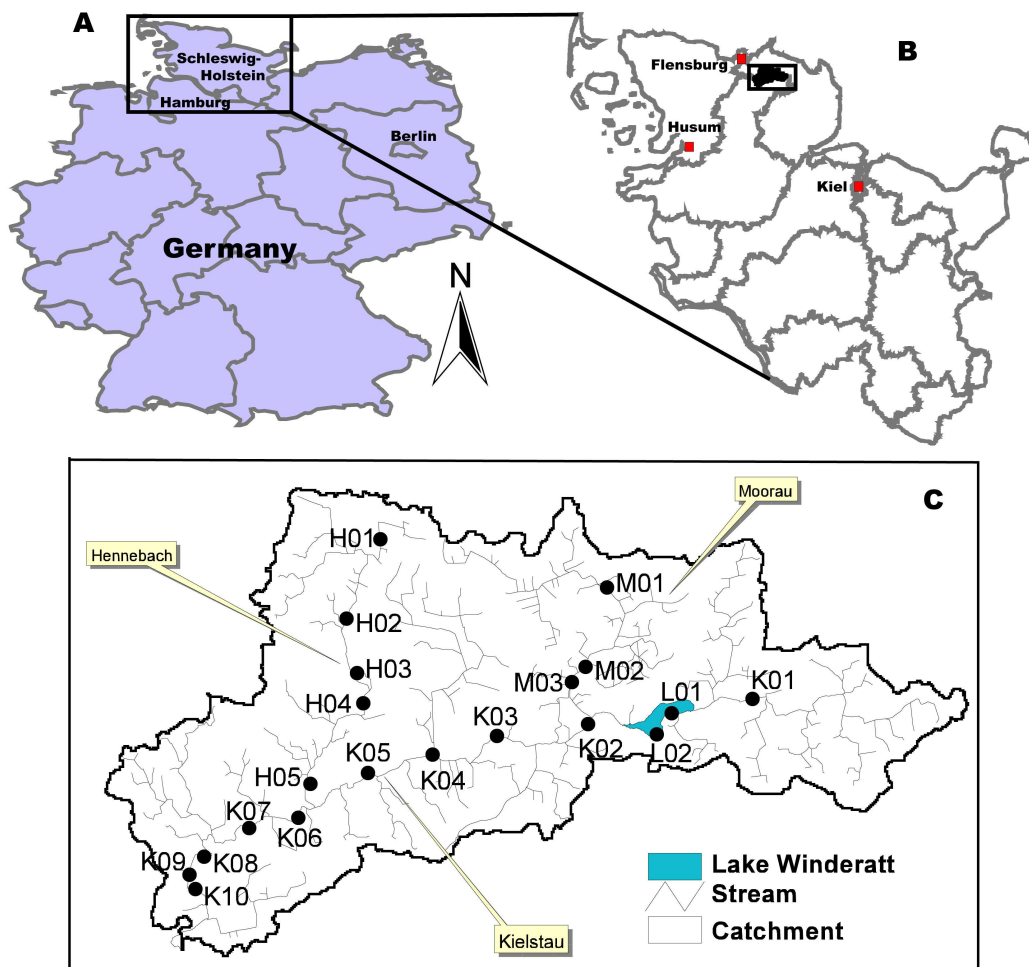 A
Schleswig-
Holstein
Hamburg
Berlin
Germany
N
B
Flensburg
Husum
Kiel
C
Moorau
Hennebach
H01
M01
H02
H03
M02
M03
H04
L01
K01
K03
K02
L02
K05
K04
H05
K07
K06
K09
K08
K10
Kielstau
Lake Winderatt
Stream
Catchment